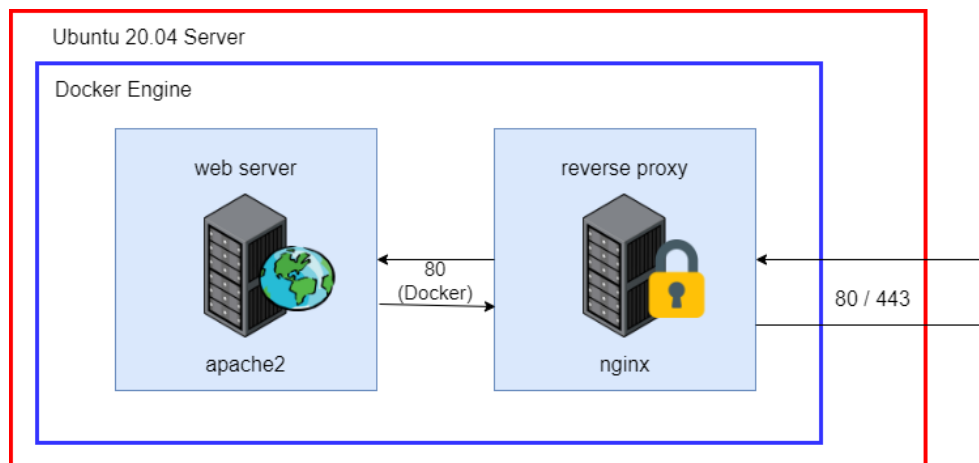 Ubuntu 20.04 Server
Docker Engine
web server
reverse proxy
80
(Docker)
80 / 443
apache2
nginx